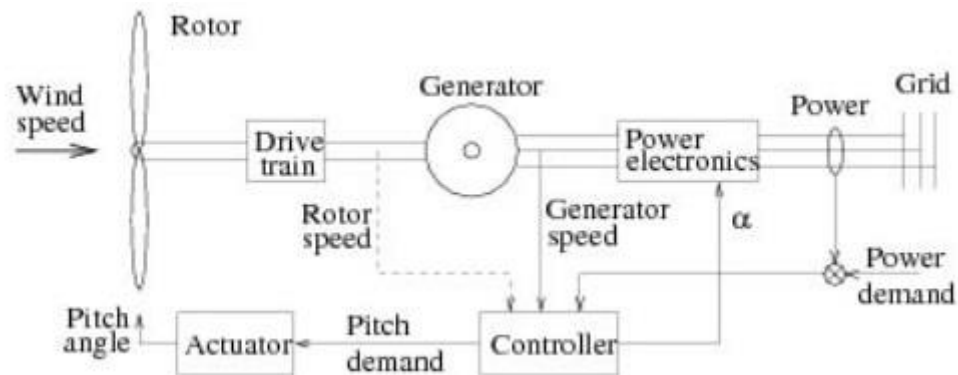 Rotor
Wind
speed
Generator
Grid
Power
Drive
train
Power
electronics
Rotor
speed
Generator
speed
α
Power
demand
Pitch
angle
Actuator
Pitch
demand
Controller